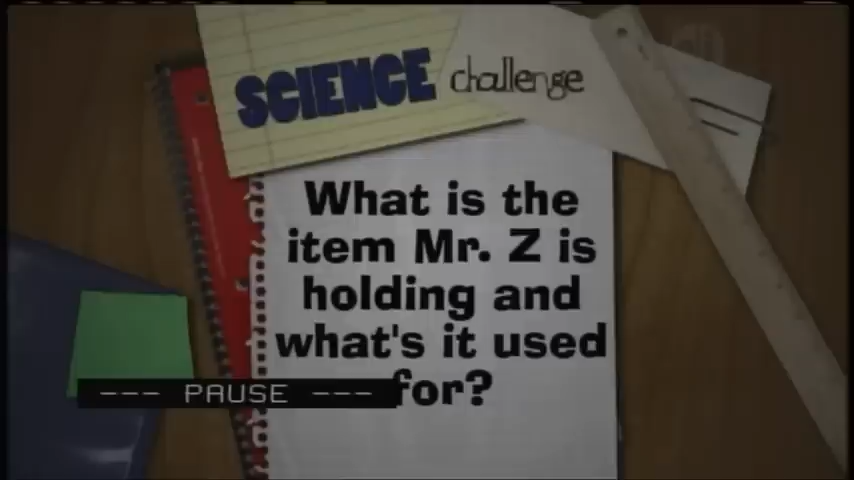 SCIENCE challenge
What is the
item Mr. Z is
holding and
what's it used
for?
--- PAUSE ---